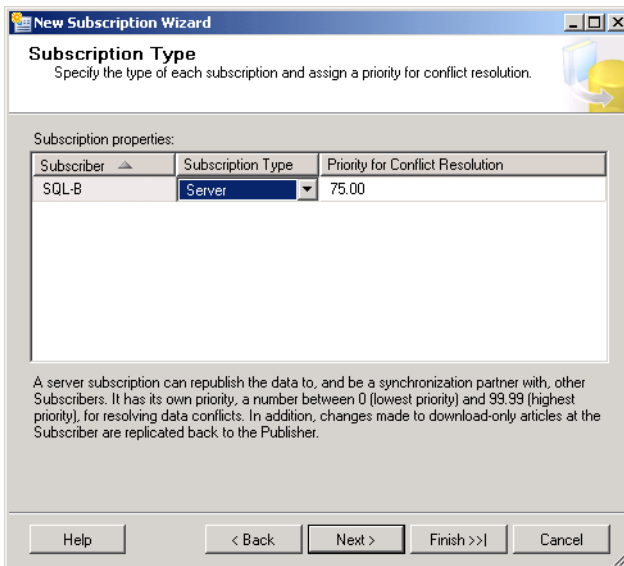 New Subscription Wizard
Subscription Type
Specify the type of each subscription and assign a priority for conflict resolution.
Subscription properties:
Subscriber Subscription Type Priority for Conflict Resolution
SQL-B Server 75.00
A server subscription can republish the data to, and be a synchronization partner with, other
Subscribers. It has its own priority, a number between 0 (lowest priority) and 99.99 (highest
priority), for resolving data conflicts. In addition, changes made to download-only articles at the
Subscriber are replicated back to the Publisher.
Help < Back Next > Finish >>| Cancel